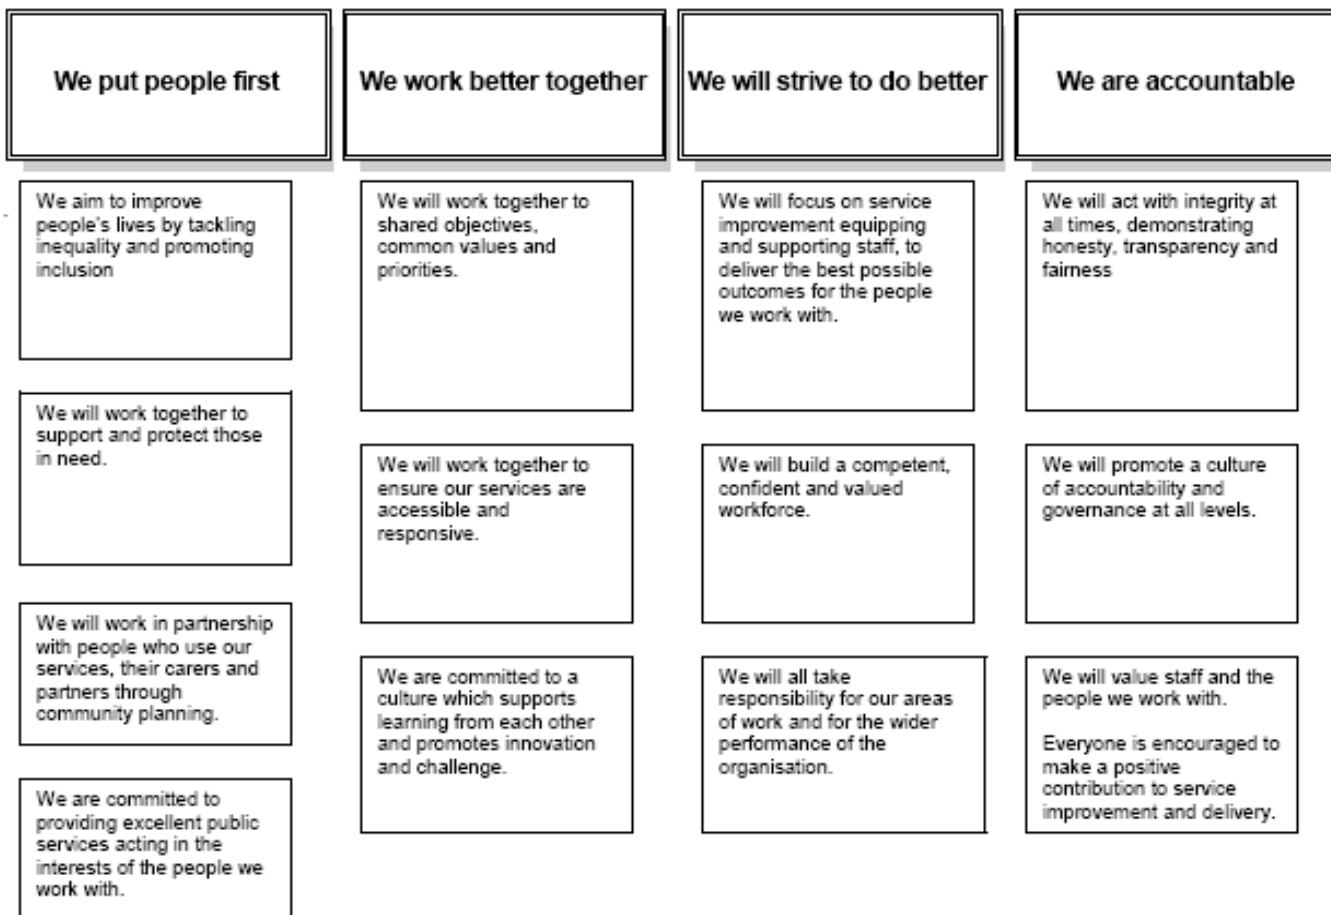 We put people first
We aim to improve
people's lives by tackling
inequality and promoting
inclusion
We will work together to
support and protect those
in need.
We will work in partnership
with people who use our
services, their carers and
partners through
community planning.
We are committed to
providing excellent public
services acting in the
interests of the people we
work with.
We work better together
We will work together to
shared objectives,
common values and
priorities.
We will work together to
ensure our services are
accessible and
responsive.
We are committed to a
culture which supports
learning from each other
and promotes innovation
and challenge.
We will strive to do better
We will focus on service
improvement equipping
and supporting staff, to
deliver the best possible
outcomes for the people
we work with.
We will build a competent,
confident and valued
workforce.
We will all take
responsibility for our areas
of work and for the wider
performance of the
organisation.
We are accountable
We will act with integrity at
all times, demonstrating
honesty, transparency and
fairness
We will promote a culture
of accountability and
governance at all levels.
We will value staff and the
people we work with.
Everyone is encouraged to
make a positive
contribution to service
improvement and delivery.